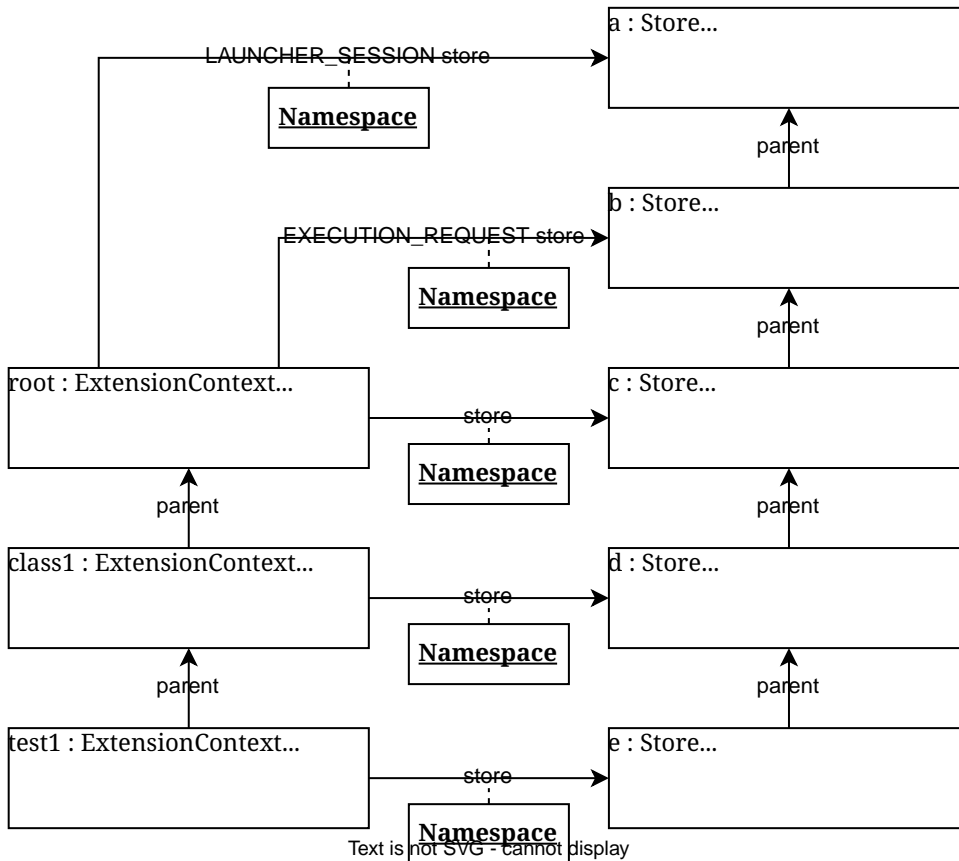 a : Store...
LAUNCHER_SESSION store
Namespace
parent
b : Store...
EXECUTION_REQUEST store
Namespace
parent
root : ExtensionContext...
c : Store...
store
Namespace
parent
parent
class1 : ExtensionContext...
d : Store...
store
Namespace
parent
parent
test1 : ExtensionContext...
e : Store...
store
Namespace
Text is not SVG - cannot display